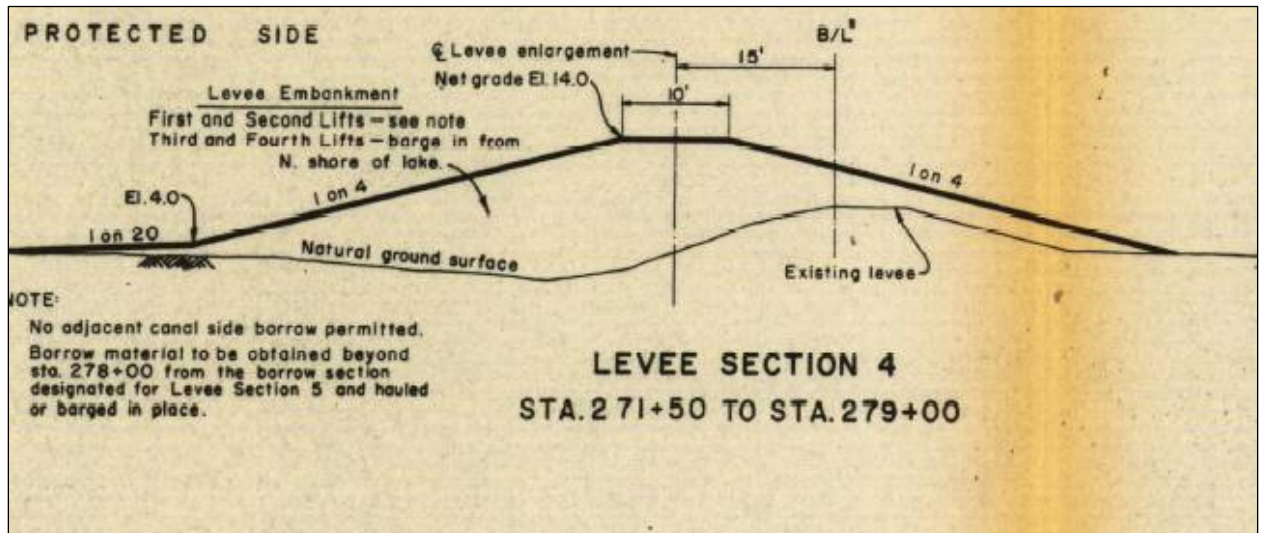 PROTECTED SIDE
B/L
℄ Levee enlargement
15'
Net grade El. 14.0
10'
Levee Embankment
First and Second Lifts - see note
Third and Fourth Lifts - barge in from
N. shore of lake.
1 on 4
1 on 4
El. 4.0
1 on 20
Natural ground surface
Existing levee
NOTE:
No adjacent canal side borrow permitted.
Borrow material to be obtained beyond
sta. 278+00 from the borrow section
designated for Levee Section 5 and hauled
or barged in place.
LEVEE SECTION 4
STA. 271+50 TO STA. 279+00